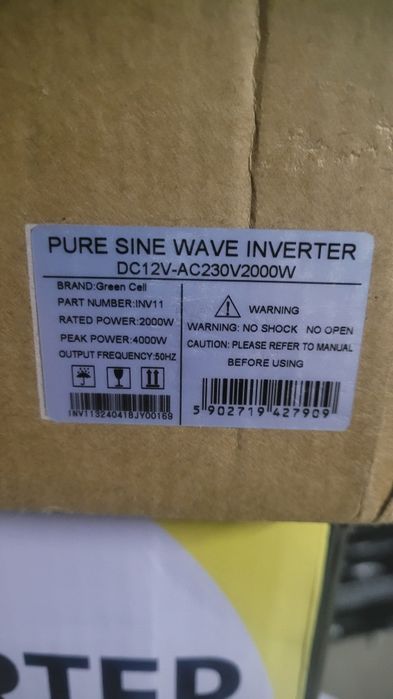 PURE SINE WAVE INVERTER
DC12V-AC230V2000W
BRAND:Green Cell
PART NUMBER:INV11
RATED POWER:2000W
PEAK POWER:4000W
OUTPUT FREQUENCY:50HZ
INV113240418JY00169
WARNING
WARNING: NO SHOCK NO OPEN
CAUTION: PLEASE REFER TO MANUAL
BEFORE USING
5 902719 427909
RTER